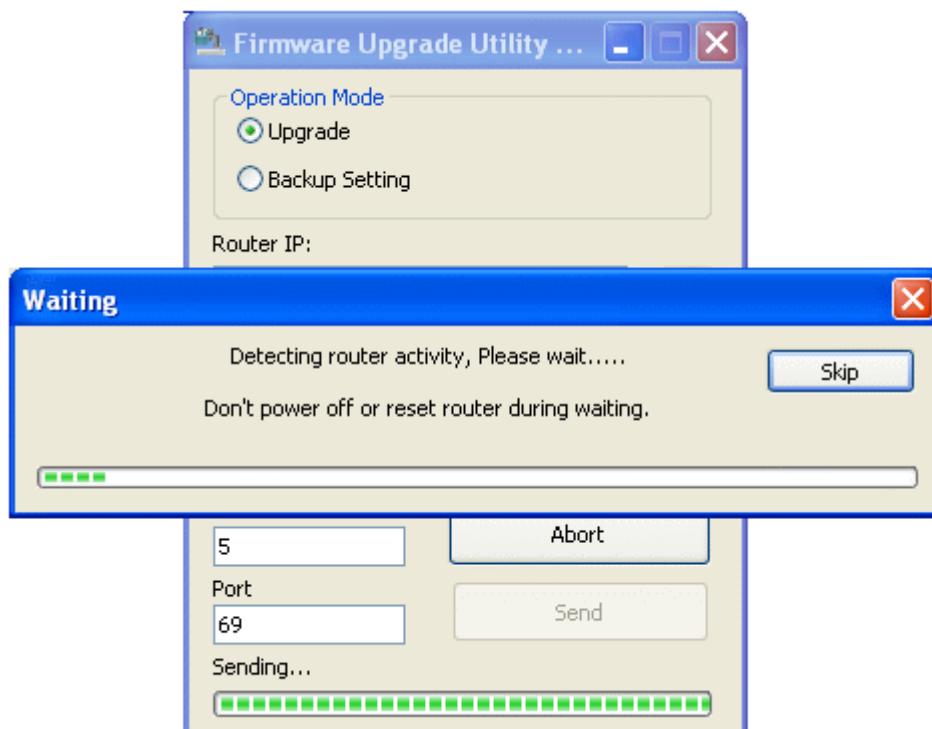 Firmware Upgrade Utility ...
Operation Mode
Upgrade
Backup Setting
Router IP:
Waiting
Detecting router activity, Please wait.....
Skip
Don't power off or reset router during waiting.
5
Abort
Port
69
Send
Sending...